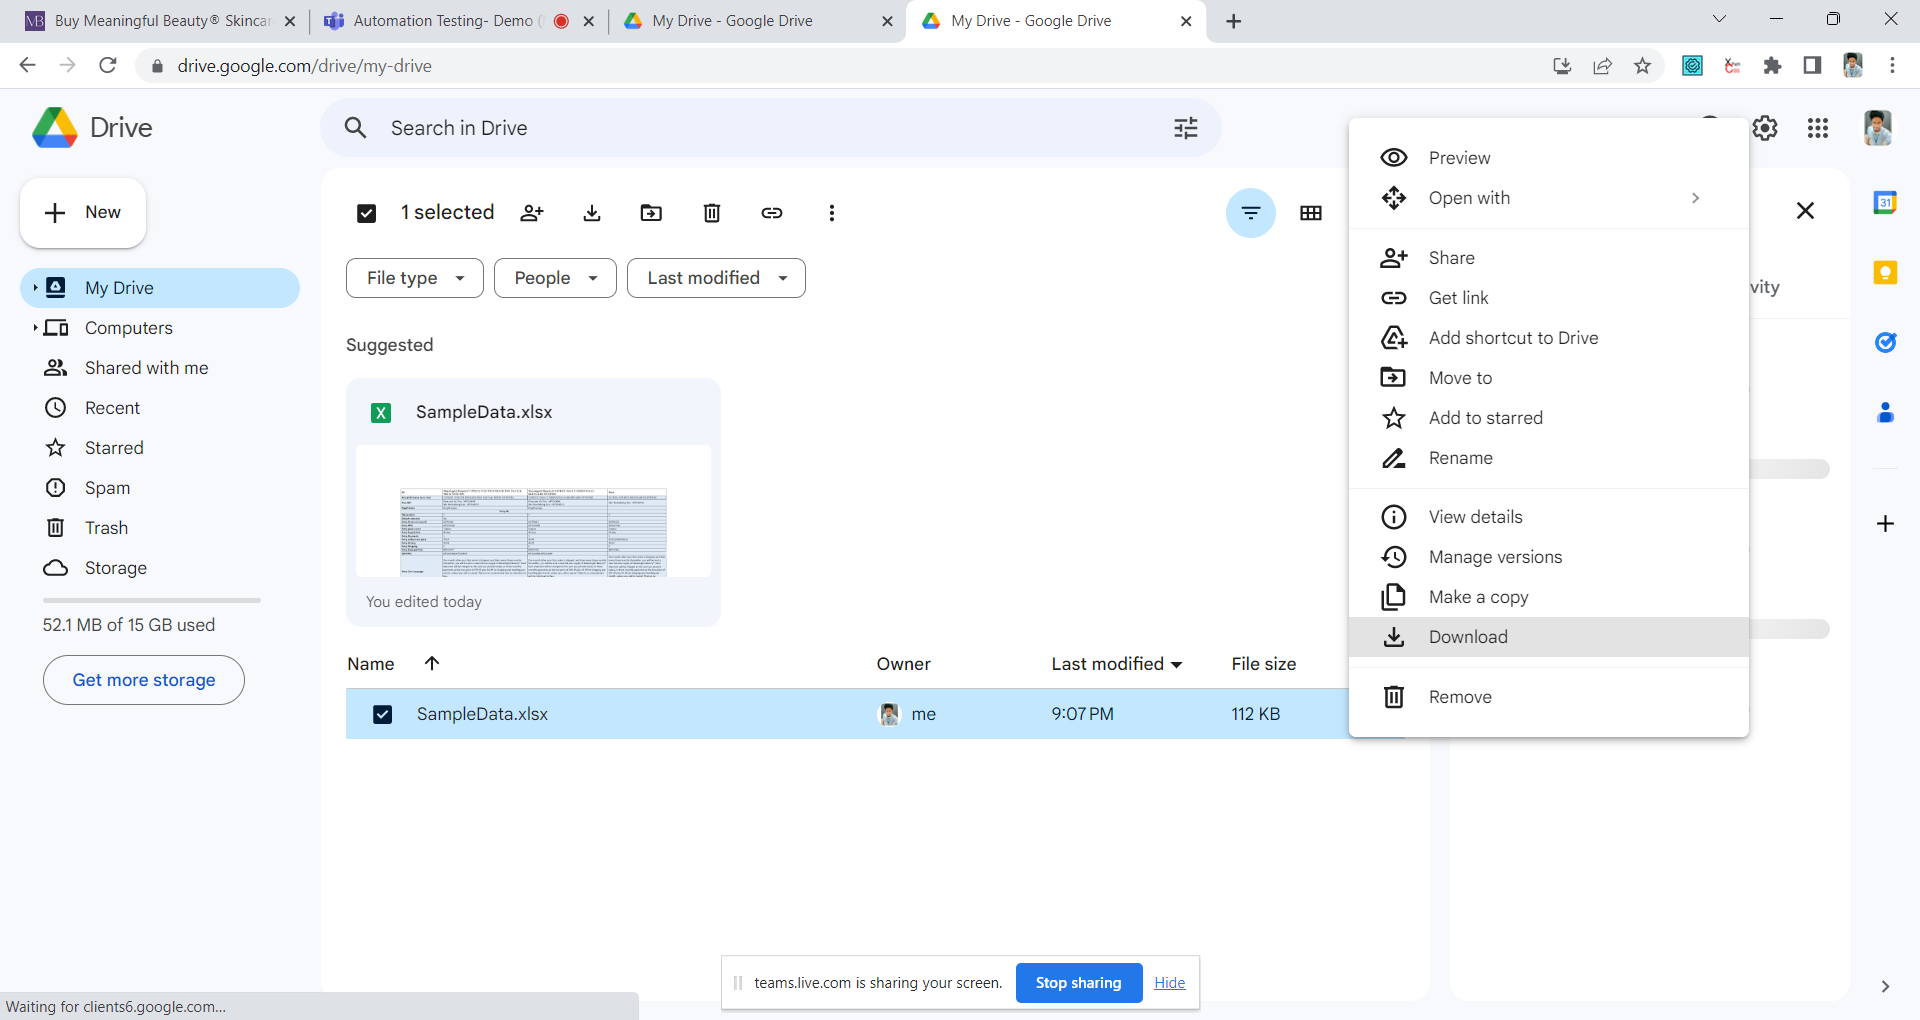 Buy Meaningful Beauty® Skincar
Automation Testing- Demo (
My Drive - Google Drive
My Drive - Google Drive
drive.google.com/drive/my-drive
Drive
Search in Drive
New
1 selected
My Drive
Computers
Shared with me
Recent
Starred
Spam
Trash
Storage
52.1 MB of 15 GB used
Get more storage
File type
People
Last modified
Suggested
SampleData.xlsx
You edited today
Name
Owner
Last modified
File size
SampleData.xlsx
me
9:07 PM
112 KB
Preview
Open with
Share
Get link
Add shortcut to Drive
Move to
Add to starred
Rename
View details
Manage versions
Make a copy
Download
Remove
vity
31
teams.live.com is sharing your screen.
Stop sharing
Hide
Waiting for clients6.google.com...